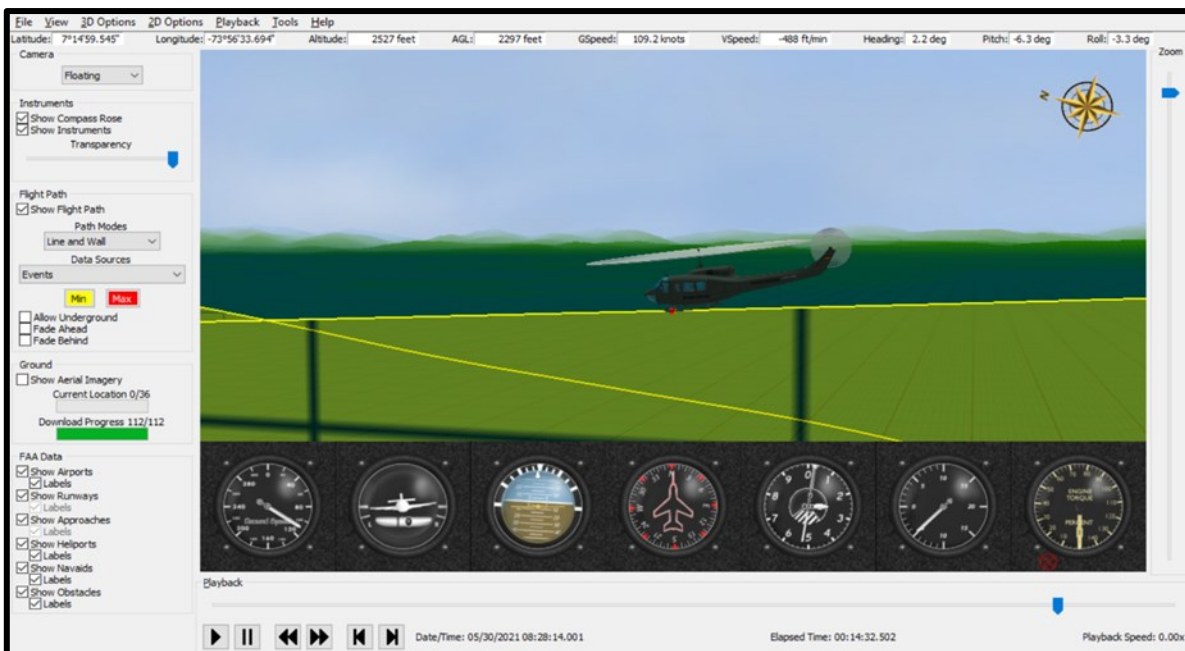 File View 3D Options 2D Options Playback Tools Help
Latitude: 7°14'59.545" Longitude: -73°56'33.694" Altitude: 2527 feet AGL: 2297 feet GSpeed: 109.2 knots VSpeed: -488 ft/min Heading: 2.2 deg Pitch: -6.3 deg Roll: -3.3 deg
Camera
Floating
Zoom
Instruments
Show Compass Rose
Show Instruments
Transparency
N
Flight Path
Show Flight Path
Path Modes
Line and Wall
Data Sources
Events
Min Max
Allow Underground
Fade Ahead
Fade Behind
Ground
Show Aerial Imagery
Current Location 0/36
Download Progress 112/112
FAA Data
Show Airports
Labels
Show Runways
Labels
Show Approaches
Labels
Show Heliports
Labels
Show Navaids
Labels
Show Obstacles
Labels
Ground Speed
L R
ENGINE
TORQUE
PERCENT
Playback
Date/Time: 05/30/2021 08:28:14.001 Elapsed Time: 00:14:32.502 Playback Speed: 0.00x